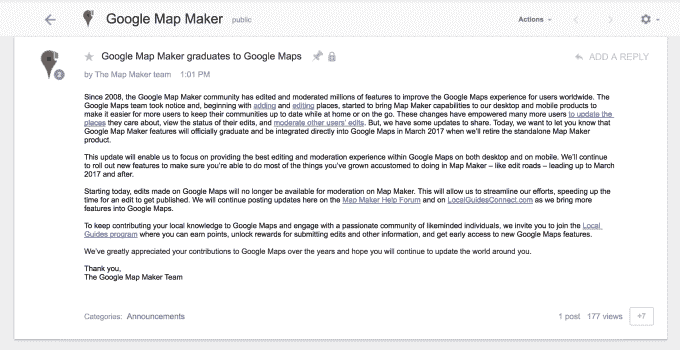 Google Map Maker public Actions
Google Map Maker graduates to Google Maps ADD A REPLY
by The Map Maker team 1:01 PM
2
Since 2008, the Google Map Maker community has edited and moderated millions of features to improve the Google Maps experience for users worldwide. The
Google Maps team took notice and, beginning with adding and editing places, started to bring Map Maker capabilities to our desktop and mobile products to
make it easier for more users to keep their communities up to date while at home or on the go. These changes have empowered many more users to update the
places they care about, view the status of their edits, and moderate other users' edits. But, we have some updates to share. Today, we want to let you know that
Google Map Maker features will officially graduate and be integrated directly into Google Maps in March 2017 when we'll retire the standalone Map Maker
product.
This update will enable us to focus on providing the best editing and moderation experience within Google Maps on both desktop and on mobile. We'll continue
to roll out new features to make sure you're able to do most of the things you've grown accustomed to doing in Map Maker – like edit roads – leading up to March
2017 and after.
Starting today, edits made on Google Maps will no longer be available for moderation on Map Maker. This will allow us to streamline our efforts, speeding up the
time for an edit to get published. We will continue posting updates here on the Map Maker Help Forum and on LocalGuidesConnect.com as we bring more
features into Google Maps.
To keep contributing your local knowledge to Google Maps and engage with a passionate community of likeminded individuals, we invite you to join the Local
Guides program where you can earn points, unlock rewards for submitting edits and other information, and get early access to new Google Maps features.
We've greatly appreciated your contributions to Google Maps over the years and hope you will continue to update the world around you.
Thank you,
The Google Map Maker Team
Categories: Announcements 1 post 177 views +7